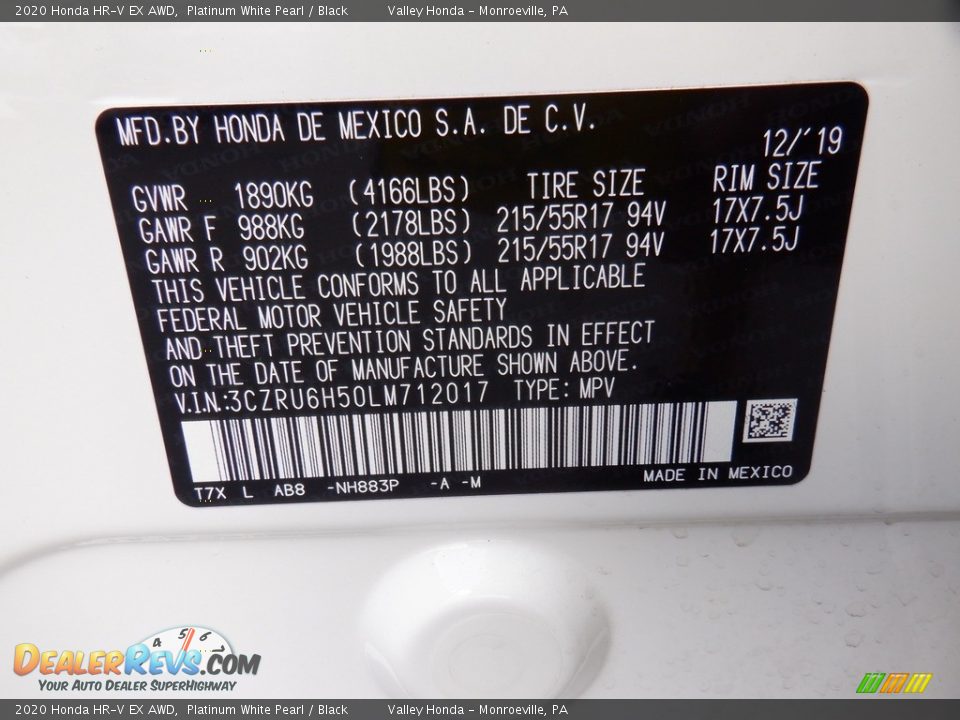 2020 Honda HR-V EX AWD, Platinum White Pearl / Black Valley Honda - Monroeville, PA
MFD.BY HONDA DE MEXICO S.A. DE C.V.
12/'19
GVWR 1890KG (4166LBS) TIRE SIZE RIM SIZE
GAWR F 988KG (2178LBS) 215/55R17 94V 17X7.5J
GAWR R 902KG (1988LBS) 215/55R17 94V 17X7.5J
THIS VEHICLE CONFORMS TO ALL APPLICABLE
FEDERAL MOTOR VEHICLE SAFETY
AND THEFT PREVENTION STANDARDS IN EFFECT
ON THE DATE OF MANUFACTURE SHOWN ABOVE.
V.I.N.:3CZRU6H50LM712017 TYPE: MPV
T7X L AB8 -NH883P -A -M MADE IN MEXICO
4 5 6
DEALERREVS.COM
YOUR AUTO DEALER SUPERHIGHWAY
2020 Honda HR-V EX AWD, Platinum White Pearl / Black Valley Honda - Monroeville, PA